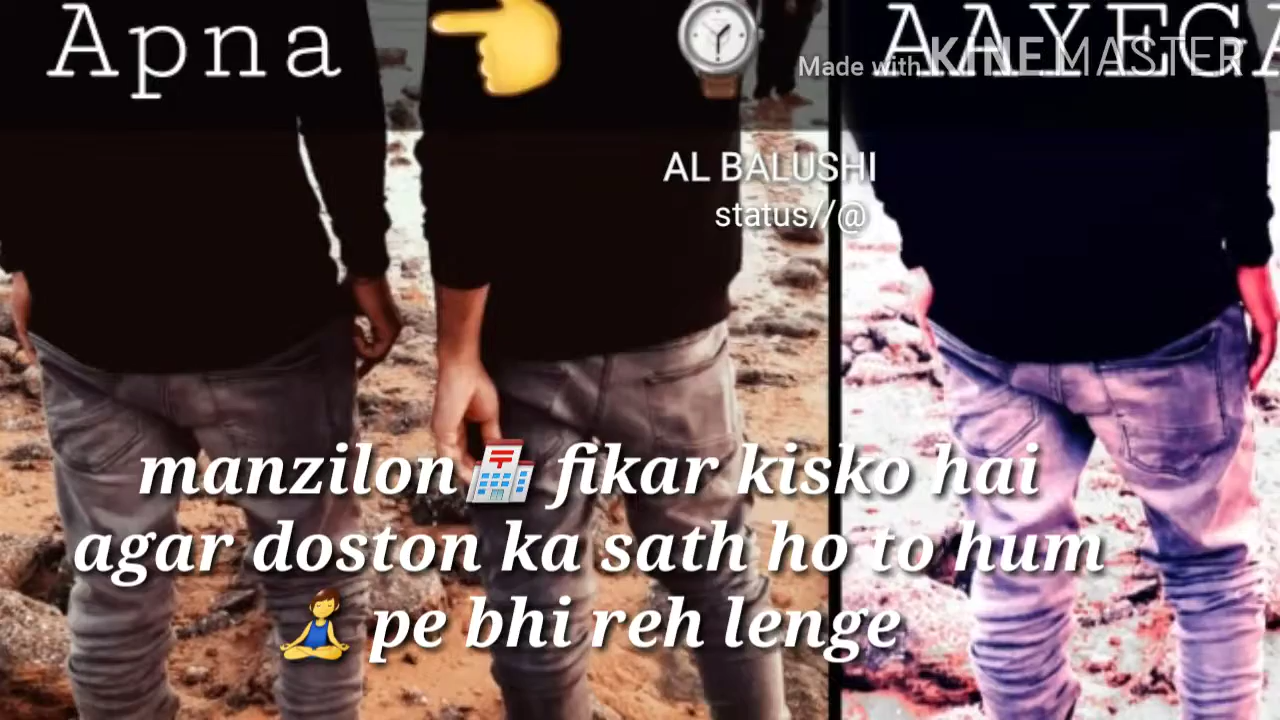 Apna 👈 ⌚ AAYEGA
Made with KINEMASTER
AL BALUSHI
status//@
manzilon🏣 fikar kisko hai
agar doston ka sath ho to hum
🧘‍♂️ pe bhi reh lenge